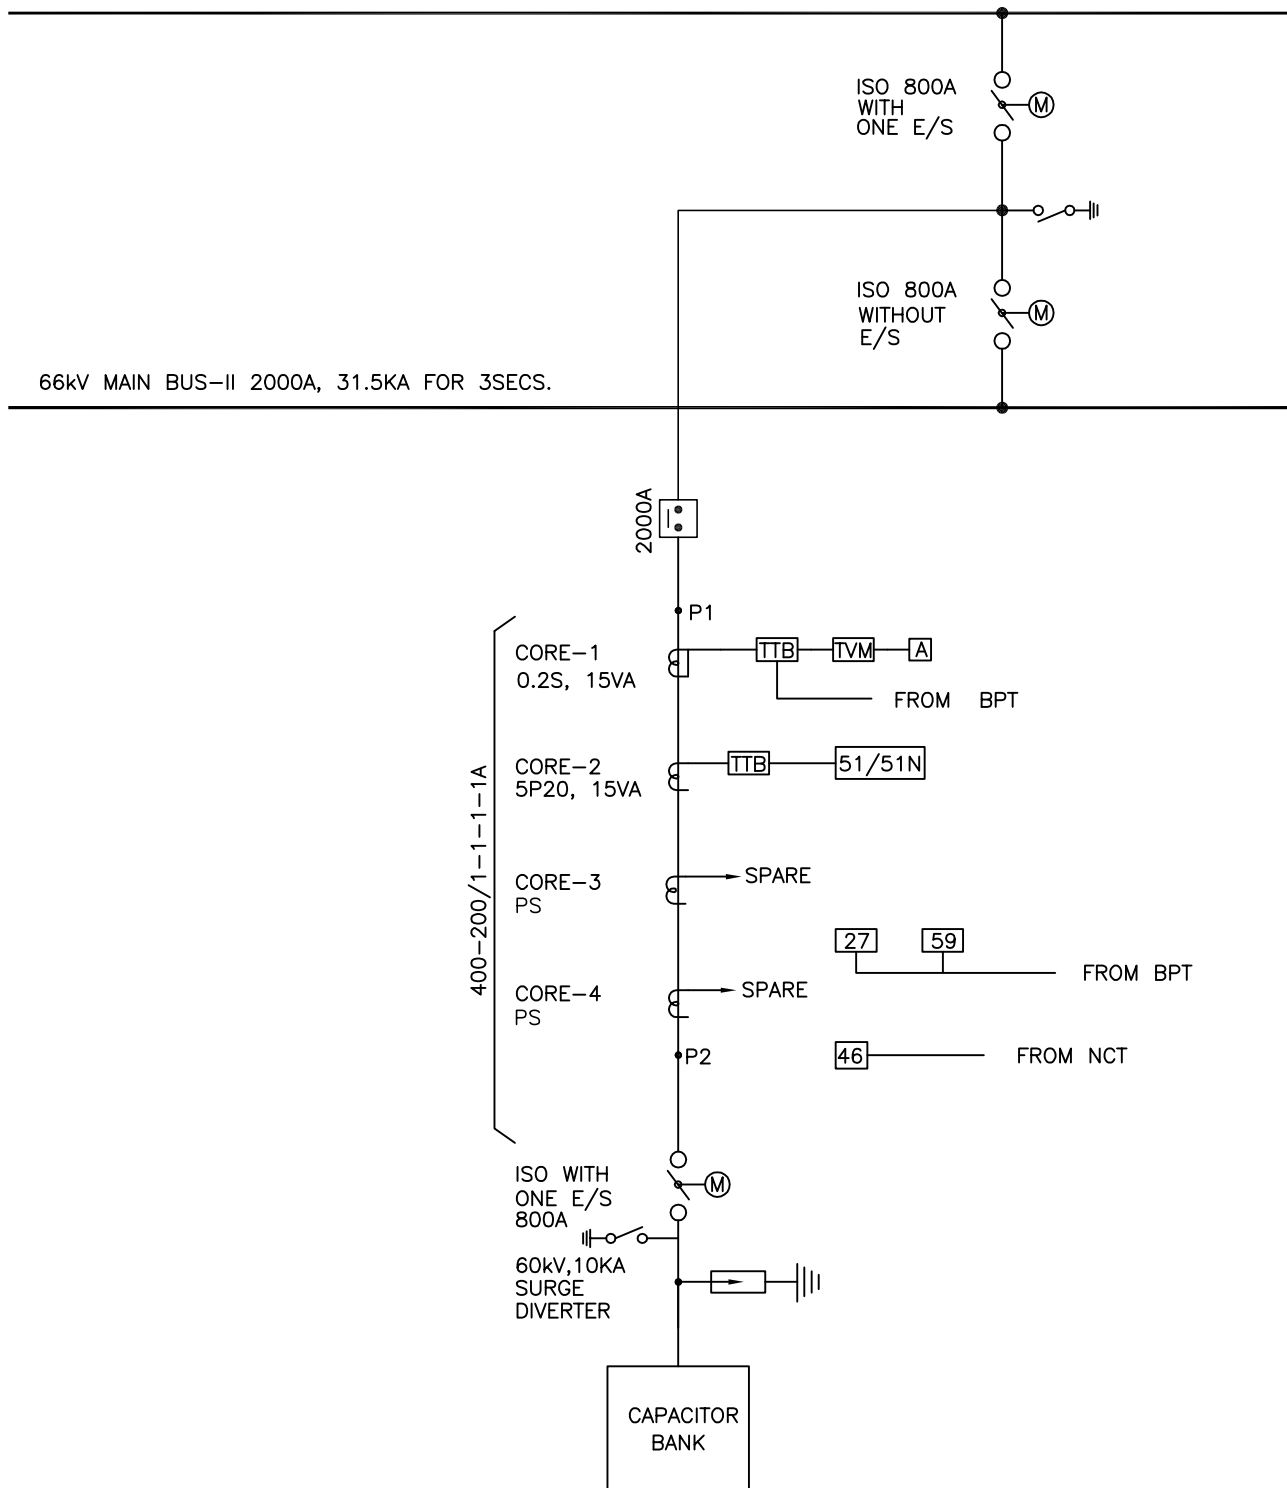 ISO 800A
WITH
ONE E/S
M
ISO 800A
WITHOUT
E/S
M
66kV MAIN BUS-II 2000A, 31.5KA FOR 3SECS.
2000A
P1
CORE-1
0.2S, 15VA
TTB
TVM
A
FROM BPT
CORE-2
5P20, 15VA
TTB
51/51N
400-200/1-1-1-1A
CORE-3
PS
SPARE
27
59
FROM BPT
CORE-4
PS
SPARE
P2
46
FROM NCT
ISO WITH
ONE E/S
800A
M
60kV,10KA
SURGE
DIVERTER
CAPACITOR
BANK